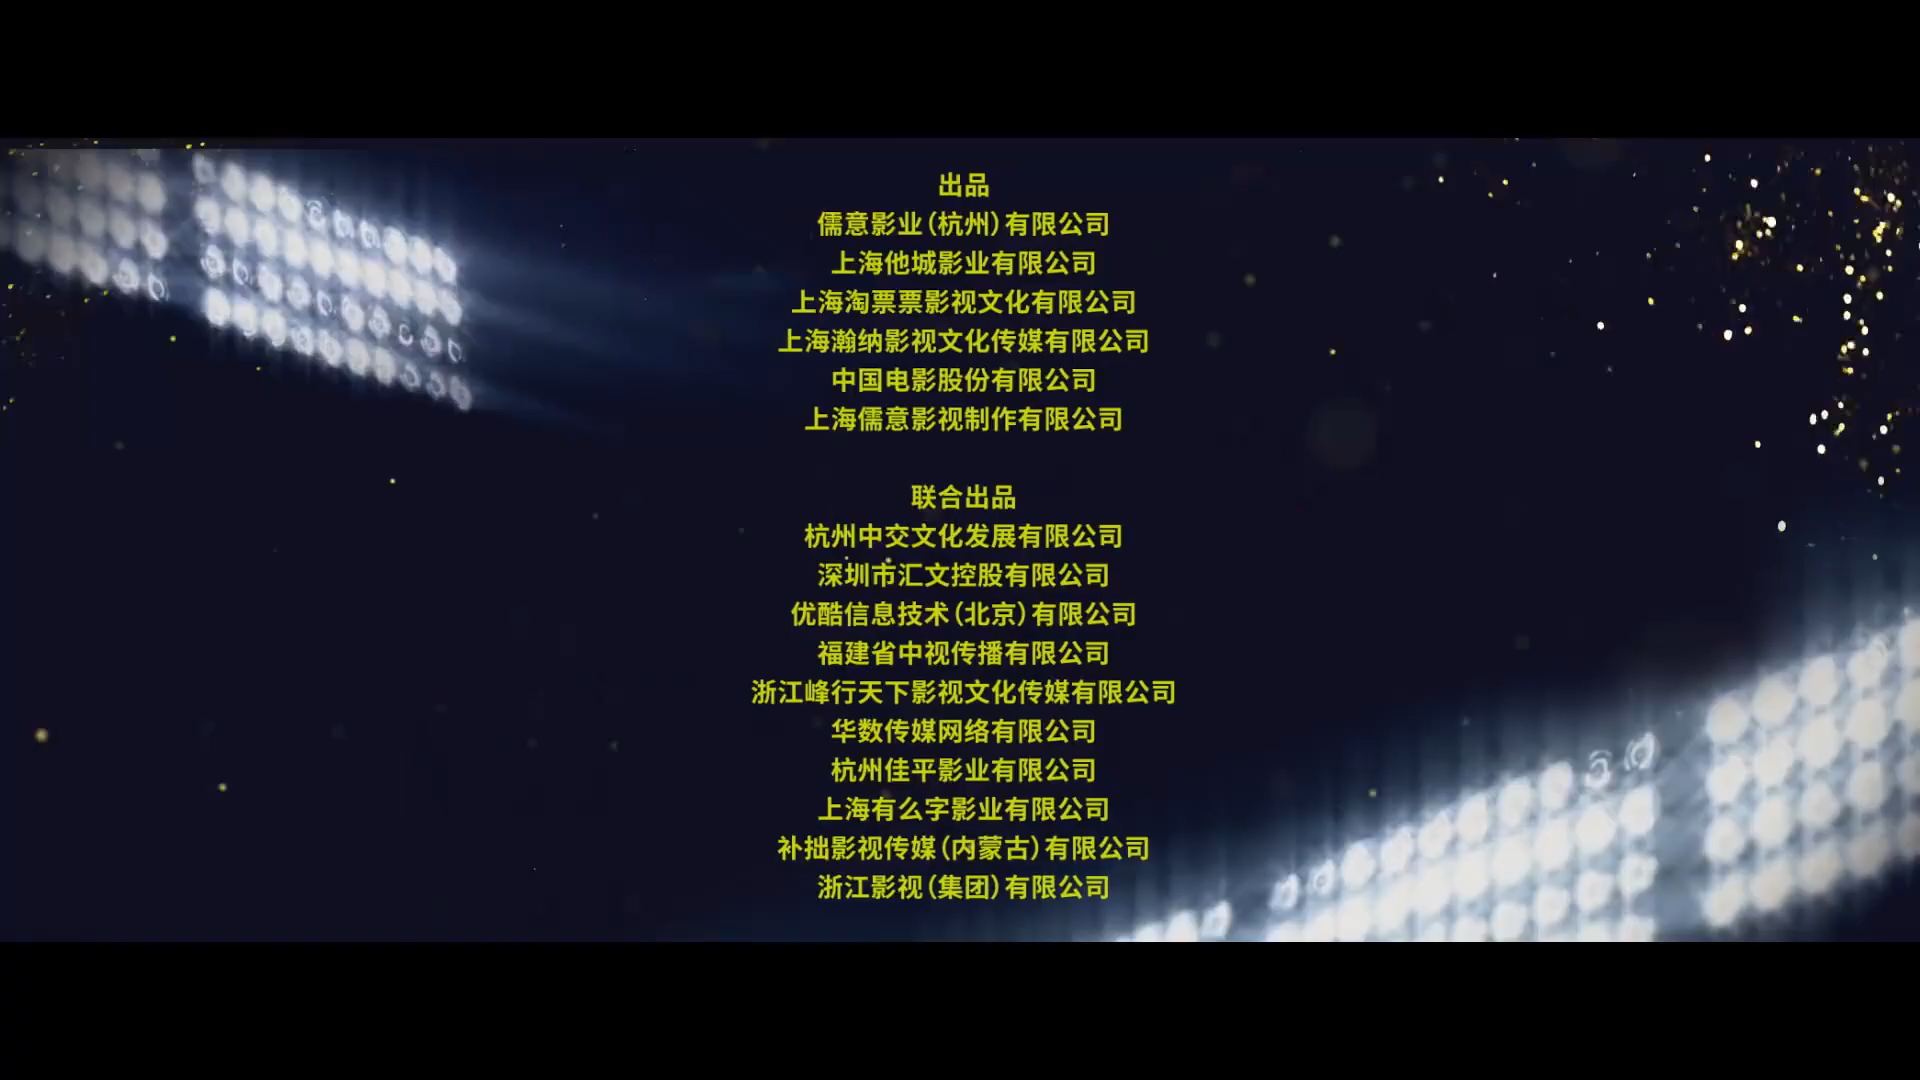 出品
儒意影业(杭州)有限公司
上海他城影业有限公司
上海淘票票影视文化有限公司
上海瀚纳影视文化传媒有限公司
中国电影股份有限公司
上海儒意影视制作有限公司
联合出品
杭州中交文化发展有限公司
深圳市汇文控股有限公司
优酷信息技术(北京)有限公司
福建省中视传播有限公司
浙江峰行天下影视文化传媒有限公司
华数传媒网络有限公司
杭州佳平影业有限公司
上海有么字影业有限公司
补拙影视传媒(内蒙古)有限公司
浙江影视(集团)有限公司